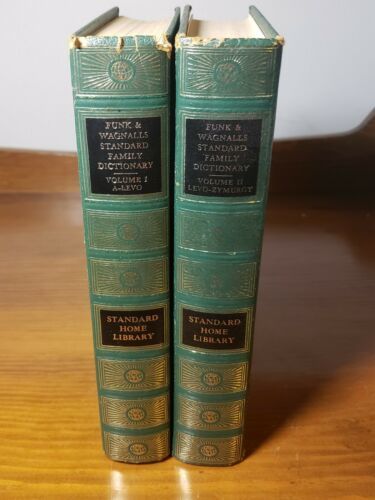 FUNK &
WAGNALLS
STANDARD
FAMILY
DICTIONARY
VOLUME I
A-LEVO
STANDARD
HOME
LIBRARY
FUNK &
WAGNALLS
STANDARD
FAMILY
DICTIONARY
VOLUME II
LEVO-ZYMURGY
STANDARD
HOME
LIBRARY